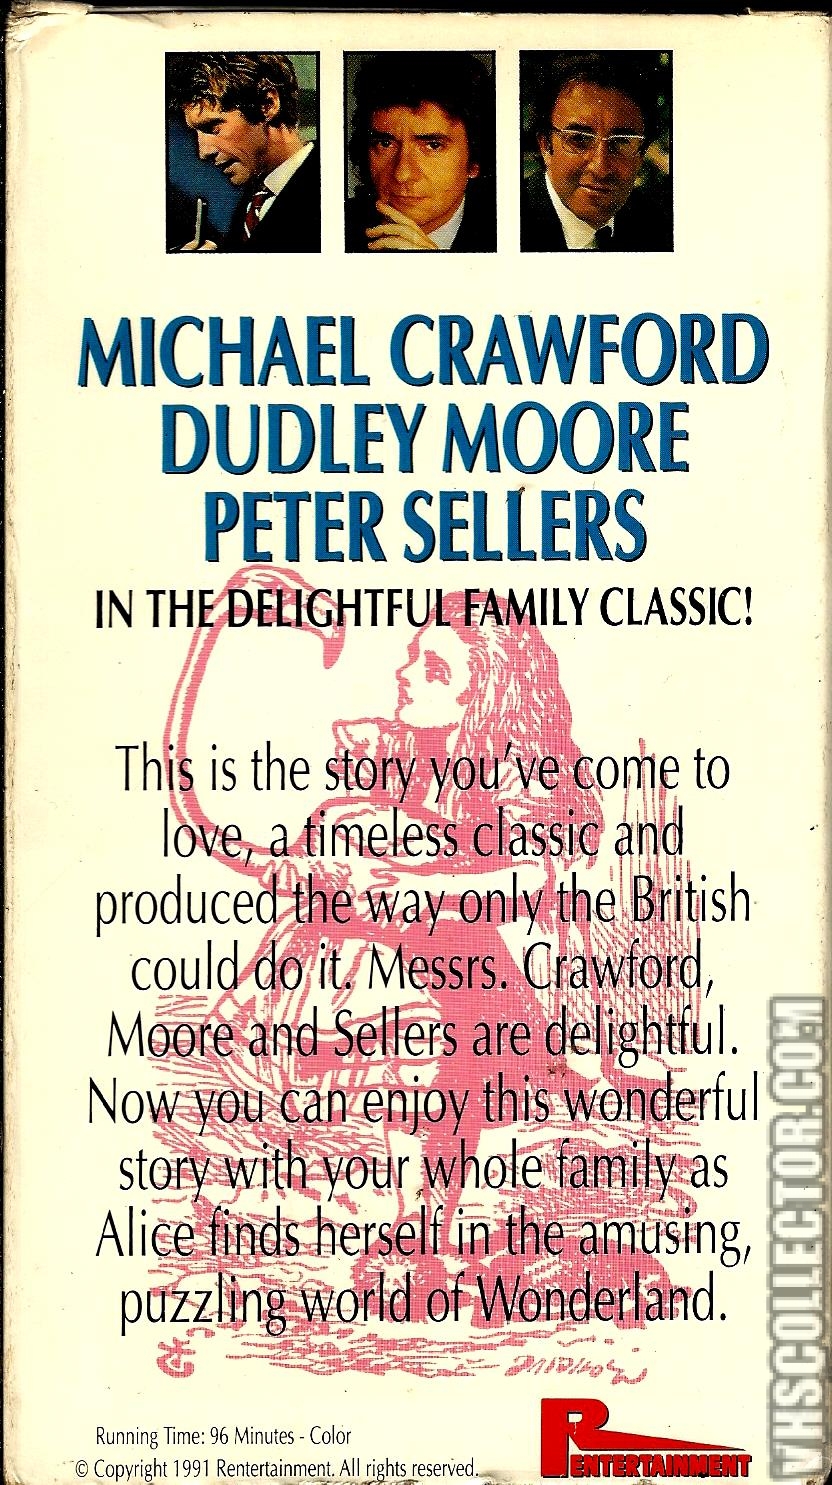 MICHAEL CRAWFORD
DUDLEY MOORE
PETER SELLERS
IN THE DELIGHTFUL FAMILY CLASSIC!
This is the story you've come to
love, a timeless classic and
produced the way only the British
could do it. Messrs. Crawford,
Moore and Sellers are delightful.
Now you can enjoy this wonderful
story with your whole family as
Alice finds herself in the amusing,
puzzling world of Wonderland.
Running Time: 96 Minutes - Color
© Copyright 1991 Rentertainment. All rights reserved.
RENTERTAINMENT
VHSCOLLECTOR.COM